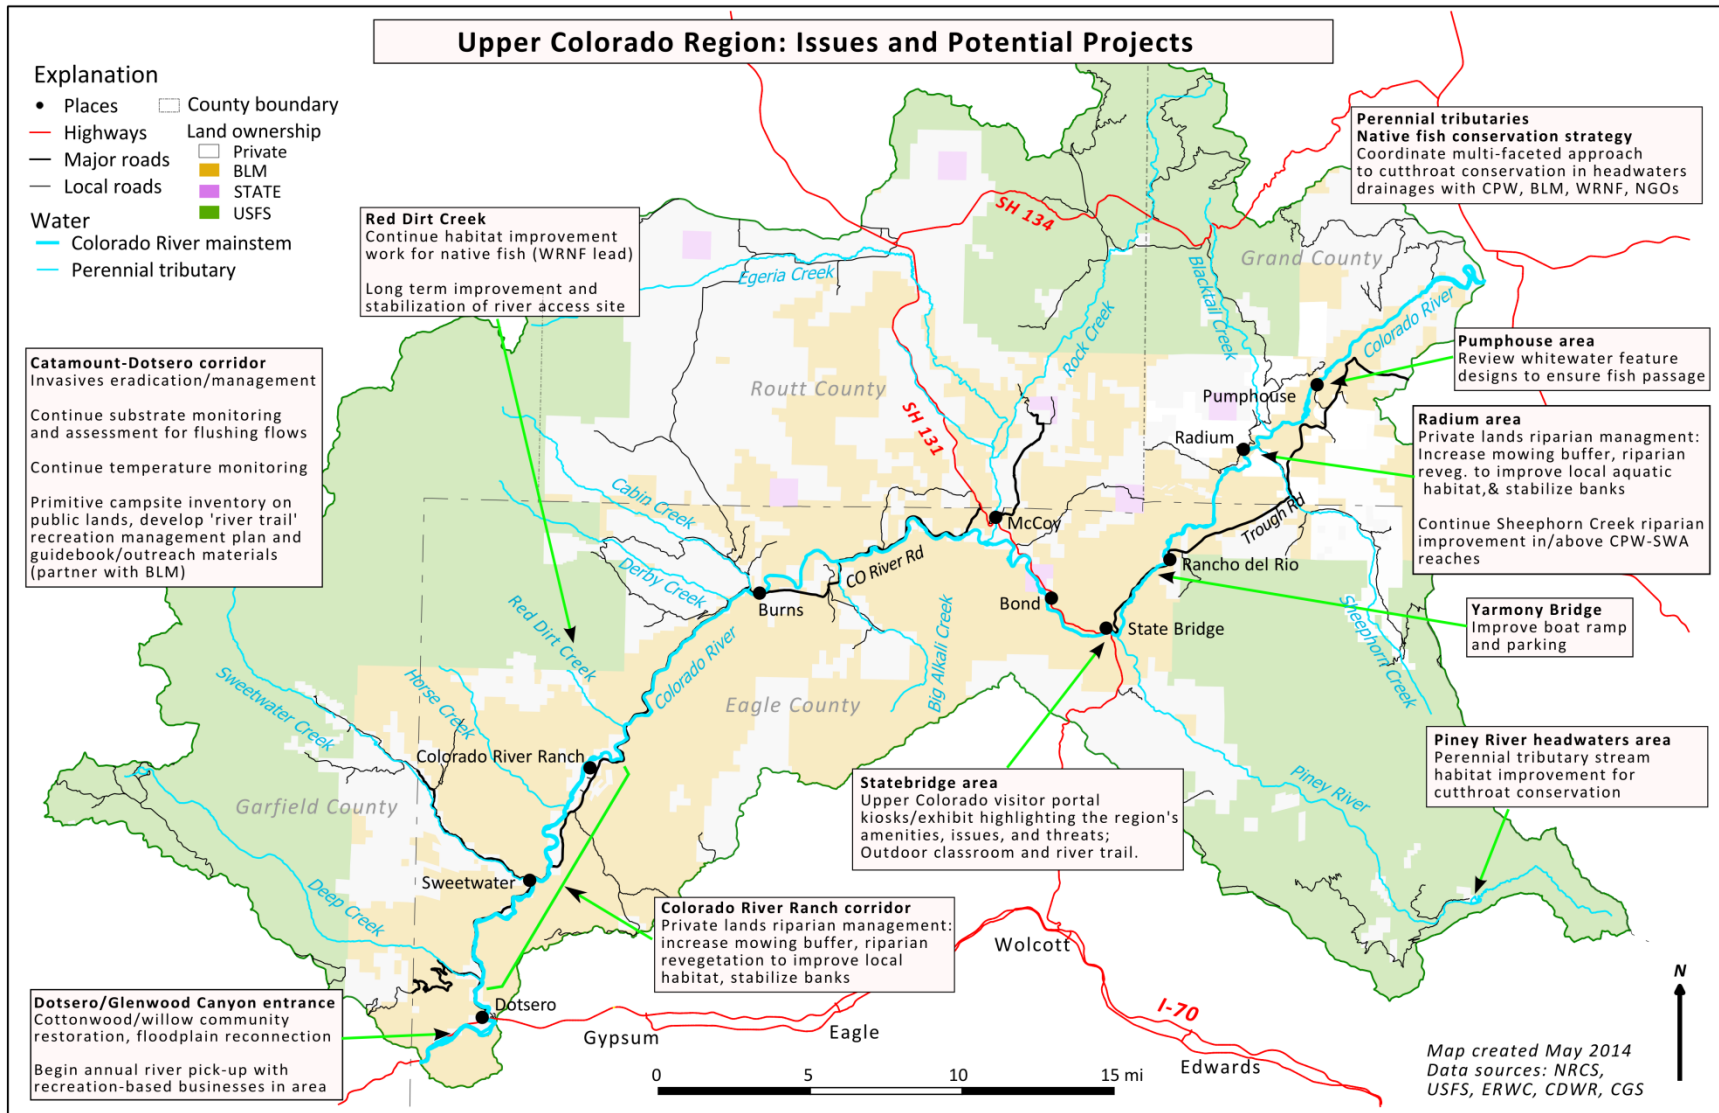 Upper Colorado Region: Issues and Potential Projects
Explanation
Places
County boundary
Highways
Land ownership
Major roads
Private
Local roads
BLM
STATE
USFS
Water
Colorado River mainstem
Perennial tributary
Perennial tributaries
Native fish conservation strategy
Coordinate multi-faceted approach
to cutthroat conservation in headwaters
drainages with CPW, BLM, WRNF, NGOs
Red Dirt Creek
Continue habitat improvement
work for native fish (WRNF lead)
Long term improvement and
stabilization of river access site
Catamount-Dotsero corridor
Invasives eradication/management
Continue substrate monitoring
and assessment for flushing flows
Continue temperature monitoring
Primitive campsite inventory on
public lands, develop 'river trail'
recreation management plan and
guidebook/outreach materials
(partner with BLM)
Pumphouse area
Review whitewater feature
designs to ensure fish passage
Radium area
Private lands riparian managment:
Increase mowing buffer, riparian
reveg. to improve local aquatic
habitat,& stabilize banks
Continue Sheephorn Creek riparian
improvement in/above CPW-SWA
reaches
Yarmony Bridge
Improve boat ramp
and parking
Piney River headwaters area
Perennial tributary stream
habitat improvement for
cutthroat conservation
Statebridge area
Upper Colorado visitor portal
kiosks/exhibit highlighting the region's
amenities, issues, and threats;
Outdoor classroom and river trail.
Colorado River Ranch corridor
Private lands riparian management:
increase mowing buffer, riparian
revegetation to improve local
habitat, stabilize banks
Dotsero/Glenwood Canyon entrance
Cottonwood/willow community
restoration, floodplain reconnection
Begin annual river pick-up with
recreation-based businesses in area
SH 134
Egeria Creek
Blacktail Creek
Grand County
Colorado River
Rock Creek
Routt County
SH 131
Pumphouse
Radium
Cabin Creek
McCoy
Trough Rd
CO River Rd
Rancho del Rio
Derby Creek
Burns
Bond
State Bridge
Sheephorn Creek
Red Dirt Creek
Colorado River
Big Alkali Creek
Horse Creek
Sweetwater Creek
Eagle County
Colorado River Ranch
Garfield County
Piney River
Sweetwater
Deep Creek
Dotsero
Wolcott
Gypsum
Eagle
I-70
Edwards
N
0 5 10 15 mi
Map created May 2014
Data sources: NRCS,
USFS, ERWC, CDWR, CGS